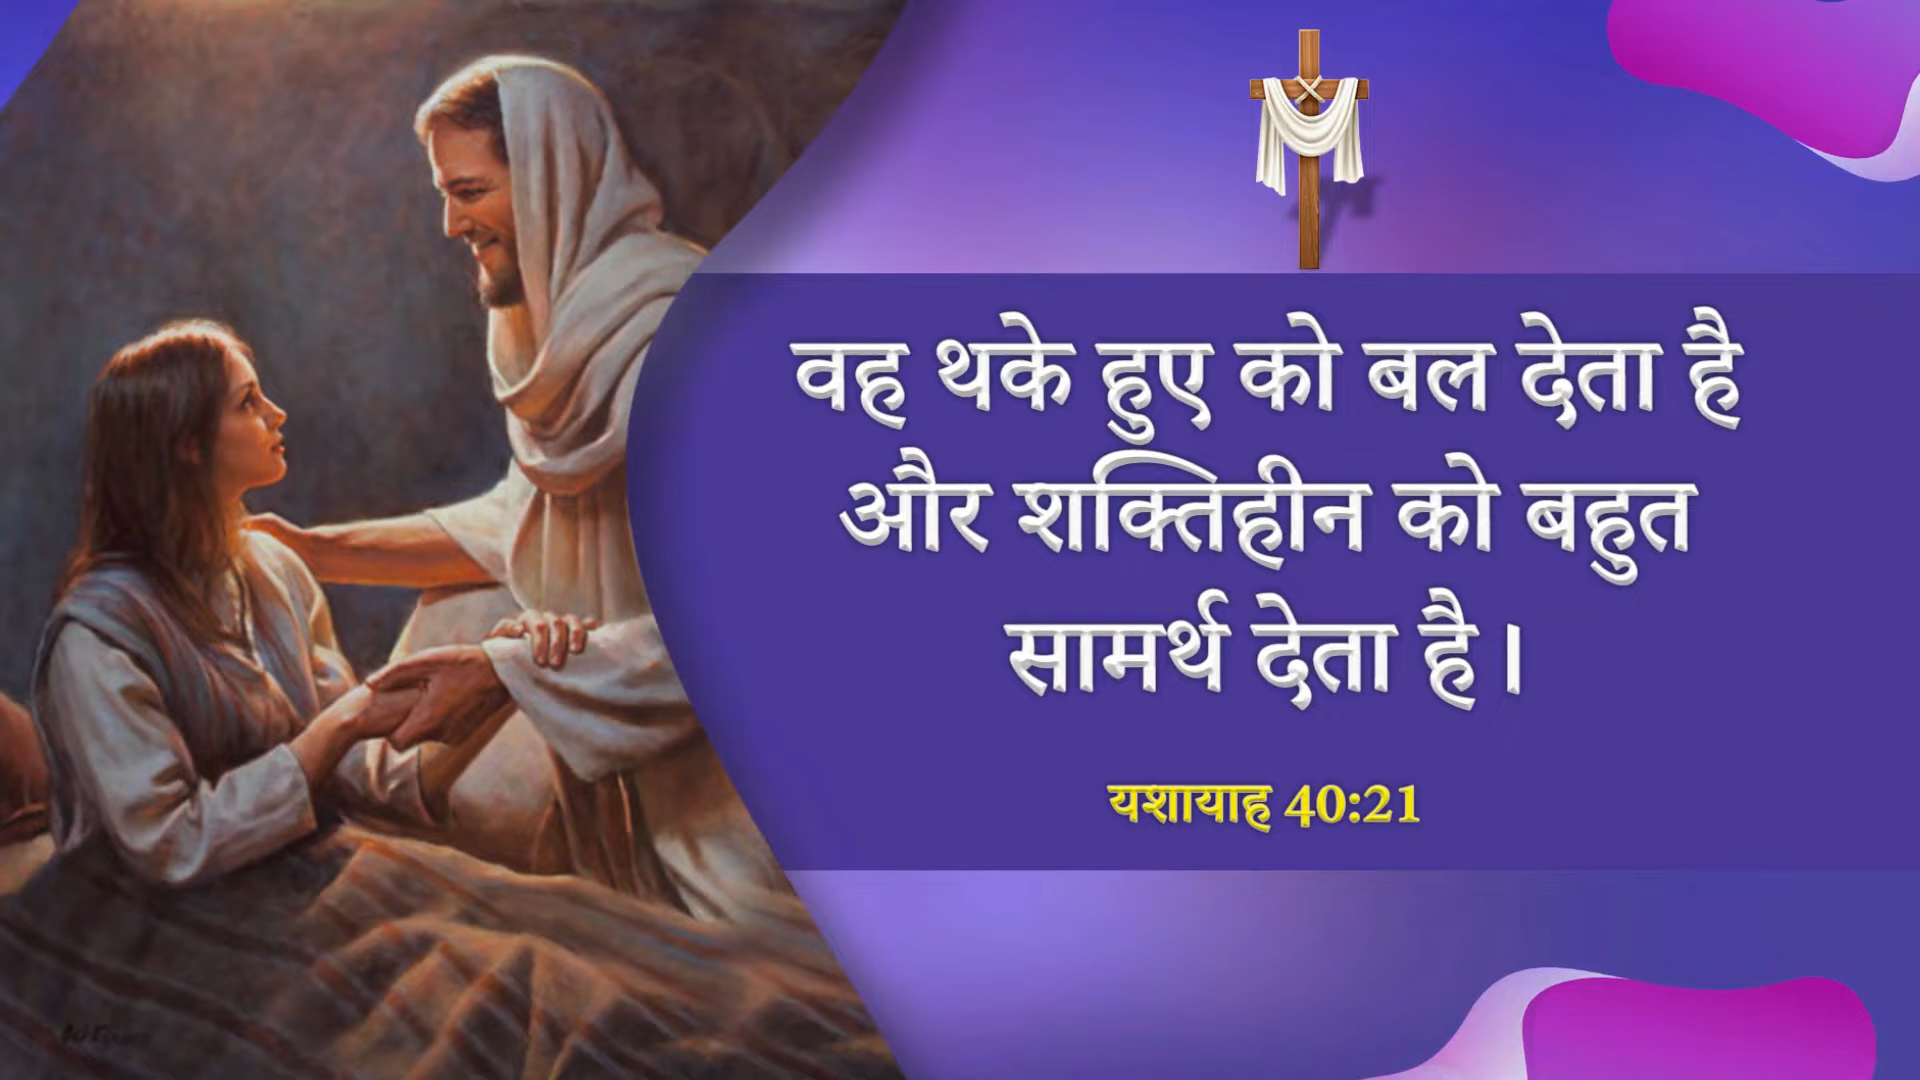 वह थके हुए को बल देता है
और शक्तिहीन को बहुत
सामर्थ देता है।
यशायाह 40:21